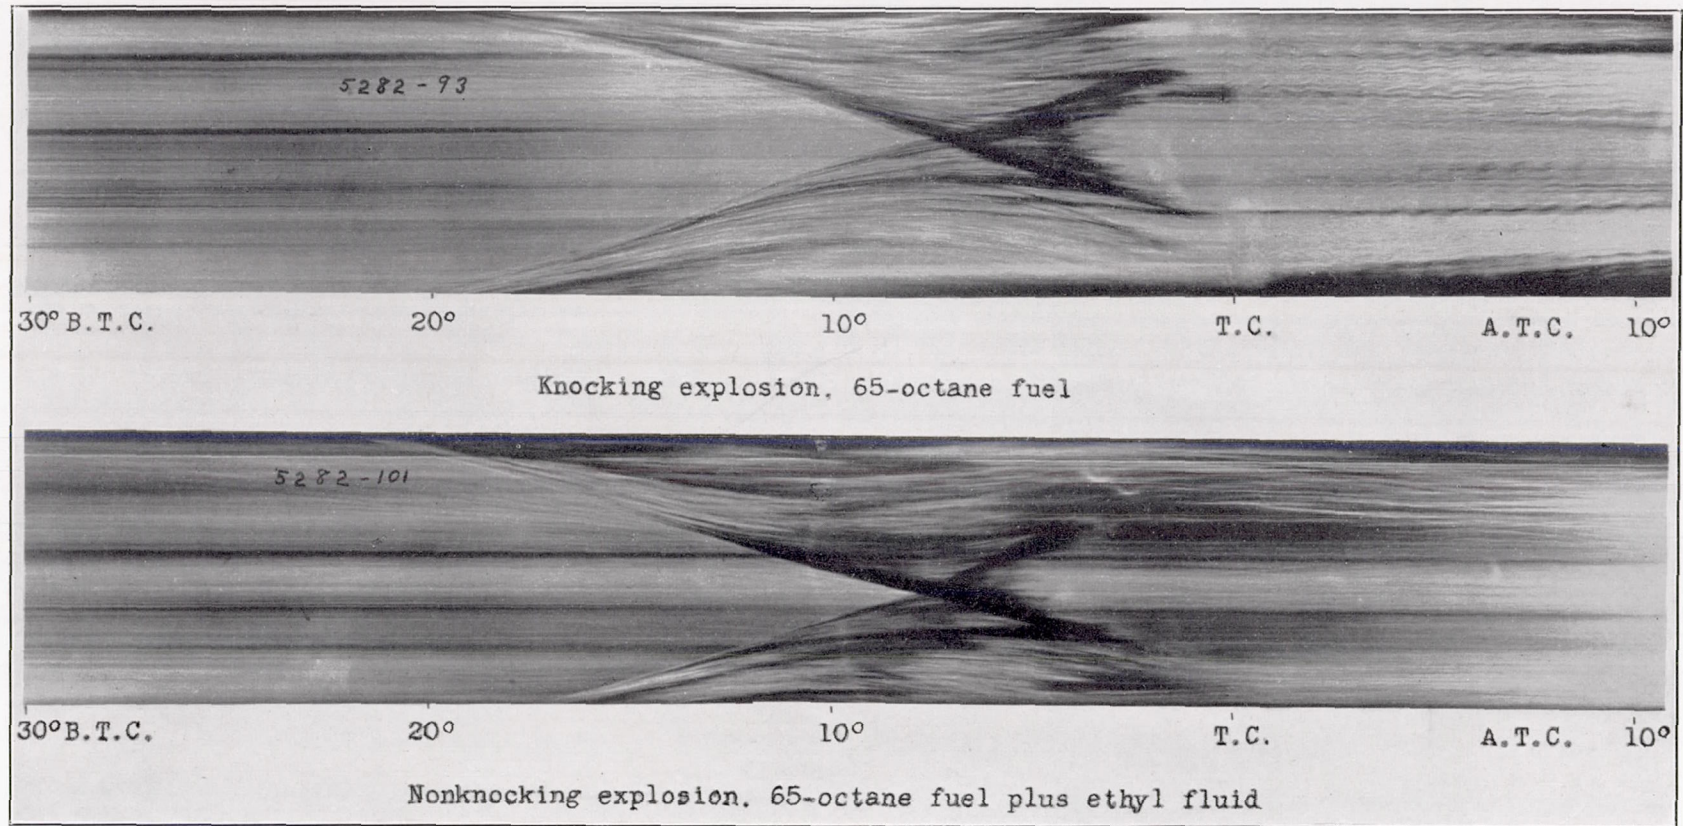 5282-93
30° B.T.C. 20° 10° T.C. A.T.C. 10°
Knocking explosion. 65-octane fuel
5282-101
30° B.T.C. 20° 10° T.C. A.T.C. 10°
Nonknocking explosion. 65-octane fuel plus ethyl fluid